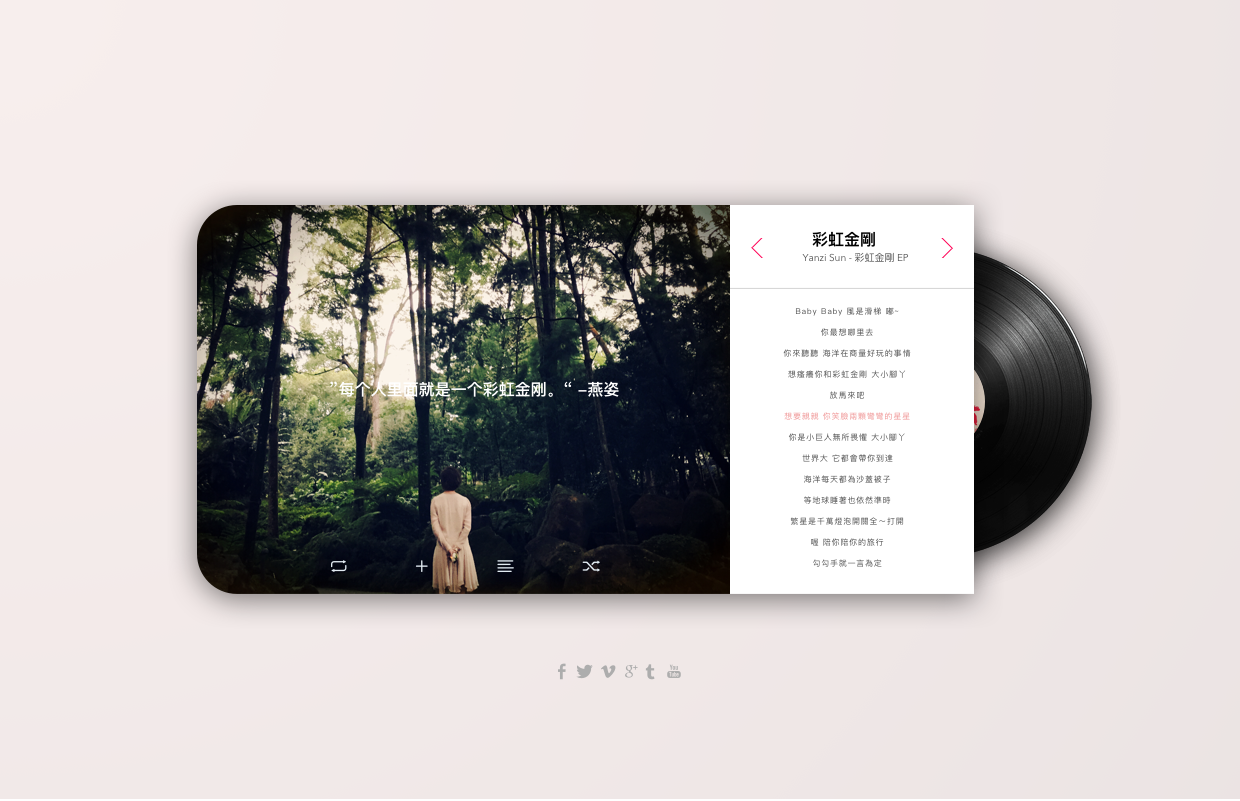 ”每个人里面就是一个彩虹金刚。“ –燕姿
彩虹金剛
Yanzi Sun - 彩虹金剛 EP
Baby Baby 風是滑梯 嘟~
你最想哪里去
你來聽聽 海洋在商量好玩的事情
想癢癢你和彩虹金剛 大小腳丫
放馬來吧
想要親親 你笑臉兩顆彎彎的星星
你是小巨人無所畏懼 大小腳丫
世界大 它都會帶你到達
海洋每天都為沙蓋被子
等地球睡著也依然準時
繁星是千萬燈泡開關全～打開
喔 陪你陪你的旅行
勾勾手就一言為定
You
Tube